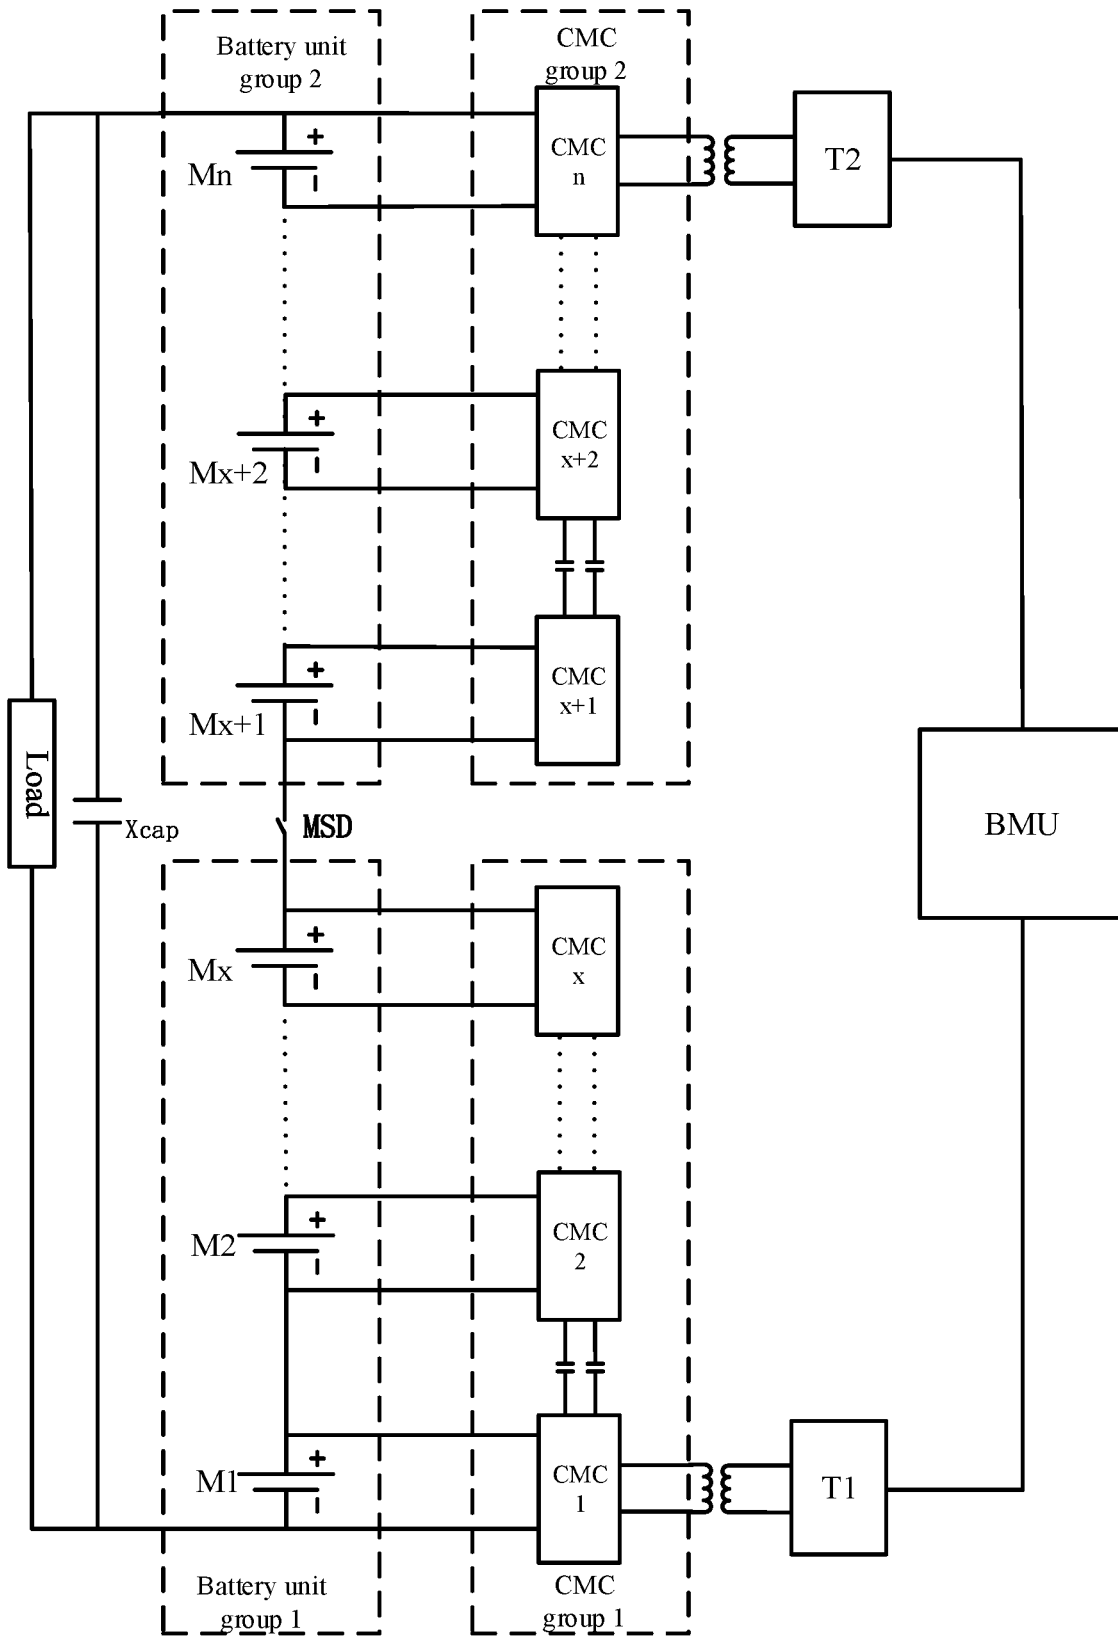 Battery unit
group 2
CMC
group 2
+
Mn
CMC
n
T2
+
Mx+2
CMC
x+2
+
Mx+1
CMC
x+1
Load
Xcap
MSD
BMU
+
Mx
CMC
x
+
M2
CMC
2
+
M1
CMC
1
T1
Battery unit
group 1
CMC
group 1